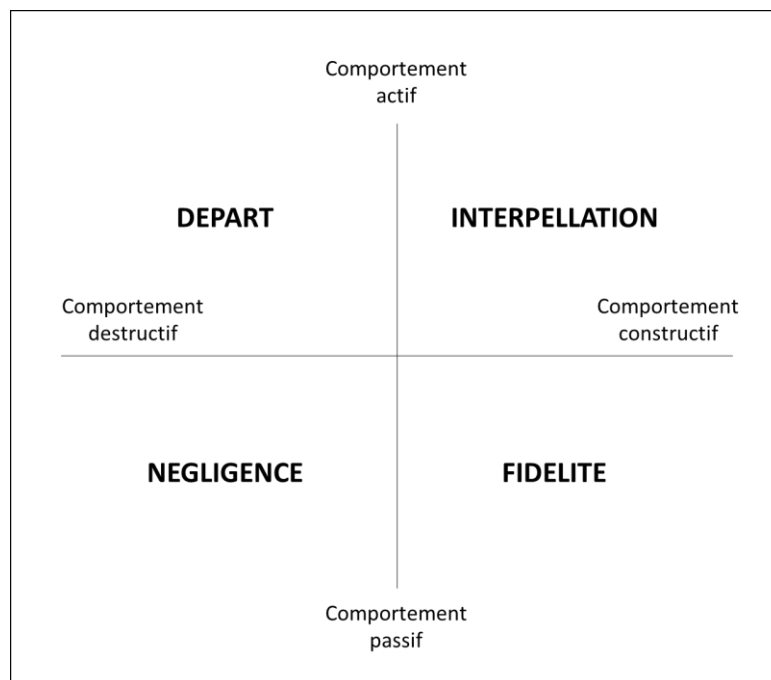 Comportement
actif
DEPART
INTERPELLATION
Comportement
destructif
Comportement
constructif
NEGLIGENCE
FIDELITE
Comportement
passif